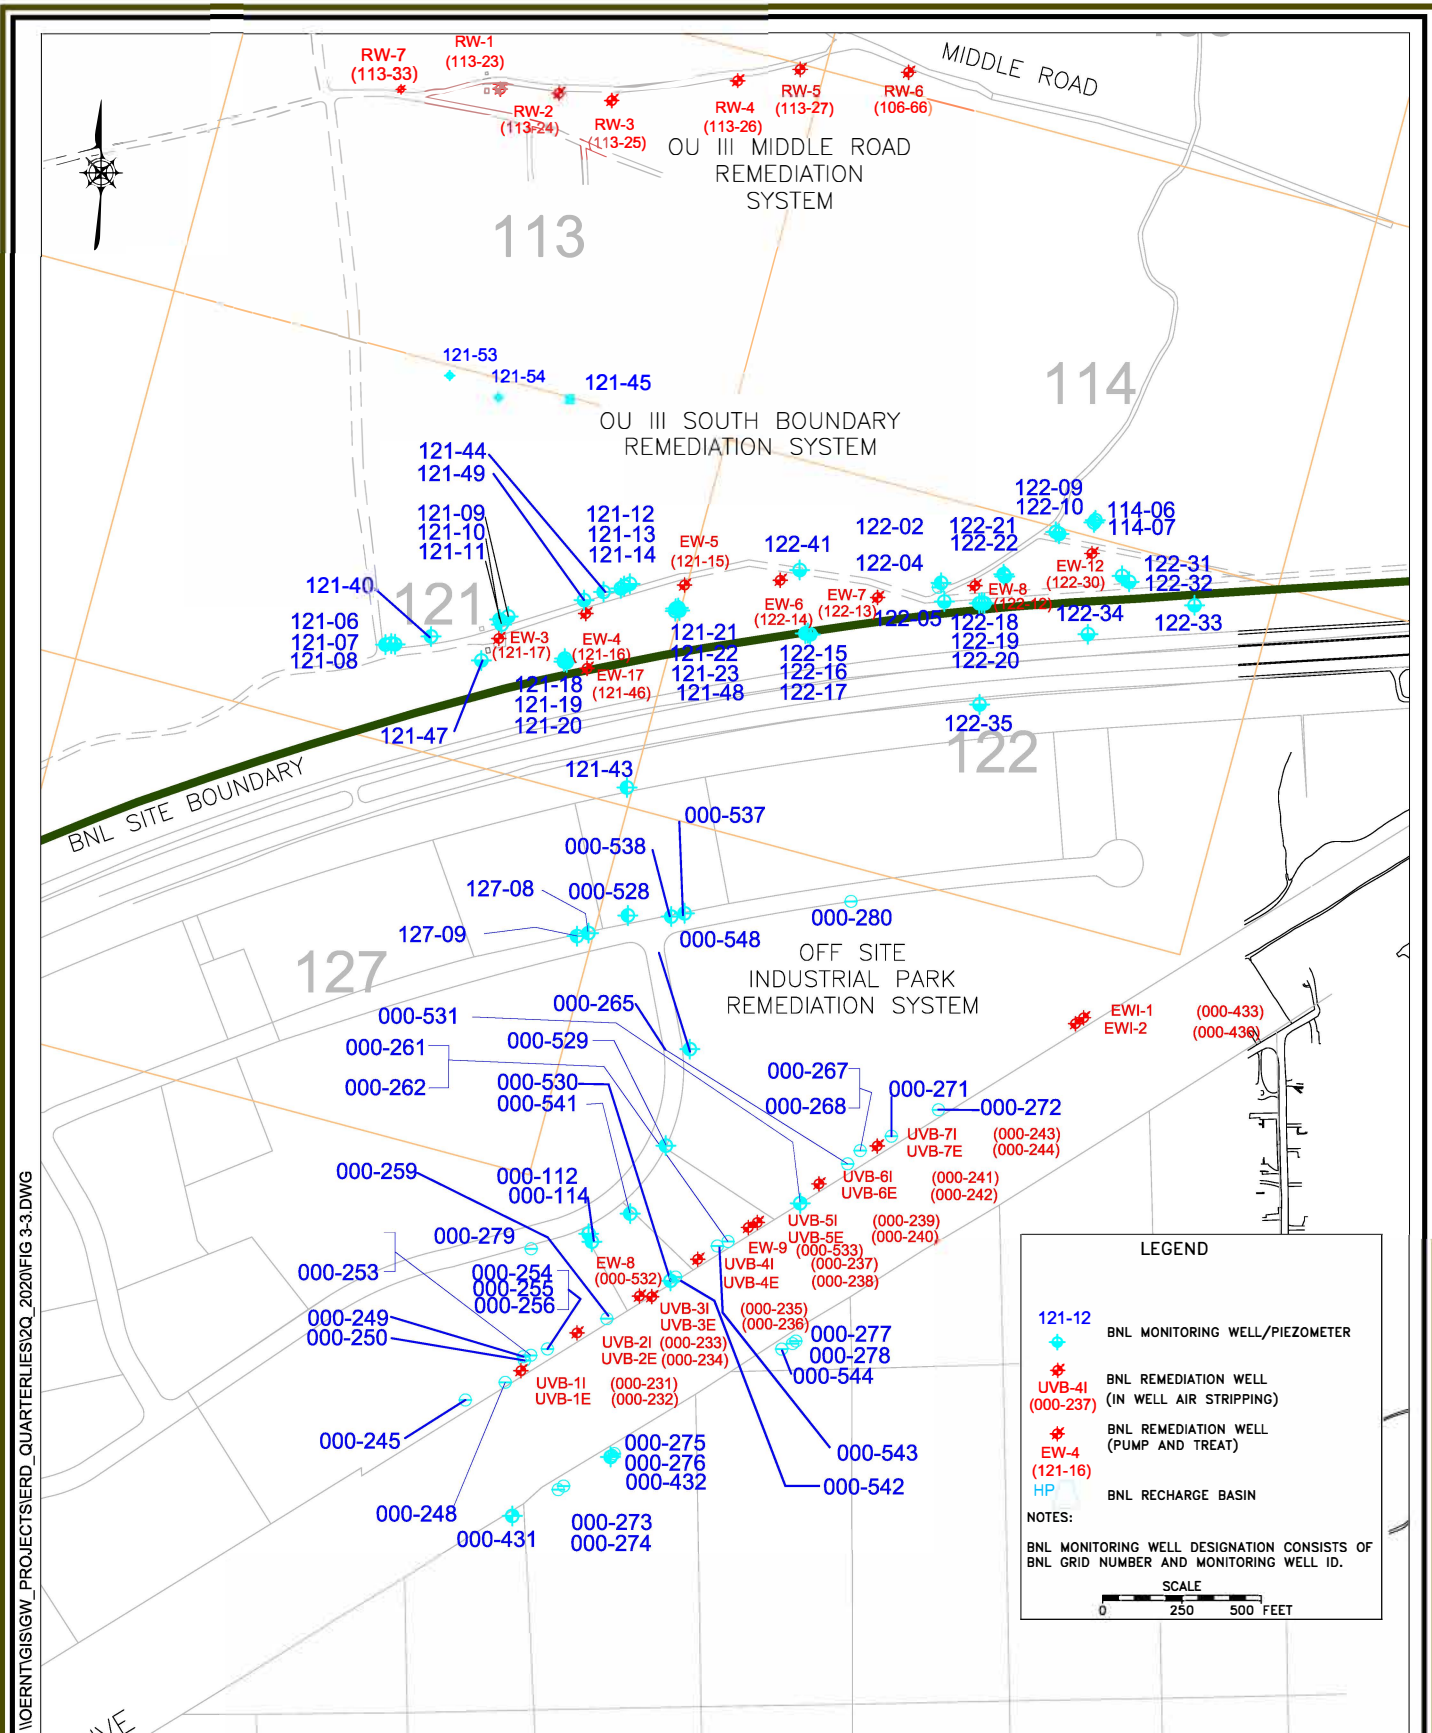 MIDDLE ROAD
RW-7
(113-33)
RW-1
(113-23)
RW-2
(113-24)
RW-3
(113-25)
RW-4
(113-26)
RW-5
(113-27)
RW-6
(106-66)
OU III MIDDLE ROAD
REMEDIATION
SYSTEM
113
114
121-53
121-54
121-45
OU III SOUTH BOUNDARY
REMEDIATION SYSTEM
121-44
121-49
121-09
121-10
121-11
121-12
121-13
121-14
EW-5
(121-15)
122-41
122-02
122-04
122-21
122-22
122-09
122-10
114-06
114-07
EW-12
(122-30)
122-31
122-32
121-40
121
121-06
121-07
121-08
EW-3
(121-17)
EW-4
(121-16)
EW-17
(121-46)
EW-6
(122-14)
EW-7
(122-13)
EW-8
(122-12)
122-05
122-34
122-33
121-21
121-22
121-23
121-48
122-15
122-16
122-17
122-18
122-19
122-20
121-18
121-19
121-20
121-47
122-35
122
BNL SITE BOUNDARY
121-43
000-537
000-538
127-08
000-528
127-09
000-280
000-548
127
OFF SITE
INDUSTRIAL PARK
REMEDIATION SYSTEM
000-265
000-531
000-261
000-262
000-529
000-530
000-541
EWI-1 (000-433)
EWI-2
000-267
000-268
000-271
000-272
UVB-7I (000-243)
UVB-7E (000-244)
UVB-6I (000-241)
UVB-6E (000-242)
UVB-5I (000-239)
UVB-5E (000-240)
EW-9 (000-533)
UVB-4I (000-237)
UVB-4E (000-238)
000-259
000-112
000-114
000-279
000-253
000-254
000-255
000-256
EW-8
(000-532)
UVB-3I (000-235)
UVB-3E (000-236)
UVB-2I (000-233)
UVB-2E (000-234)
UVB-1I (000-231)
UVB-1E (000-232)
000-249
000-250
000-277
000-278
000-544
000-245
000-275
000-276
000-432
000-543
000-542
000-248
000-431
000-273
000-274
LEGEND
121-12
BNL MONITORING WELL/PIEZOMETER
UVB-4I
(000-237)
BNL REMEDIATION WELL
(IN WELL AIR STRIPPING)
EW-4
(121-16)
BNL REMEDIATION WELL
(PUMP AND TREAT)
HP
BNL RECHARGE BASIN
NOTES:
BNL MONITORING WELL DESIGNATION CONSISTS OF
BNL GRID NUMBER AND MONITORING WELL ID.
SCALE
0 250 500 FEET
\\OERNT\GIS\GW_PROJECTS\ERD_QUARTERLIES\2Q_2020\FIG 3-3.DWG